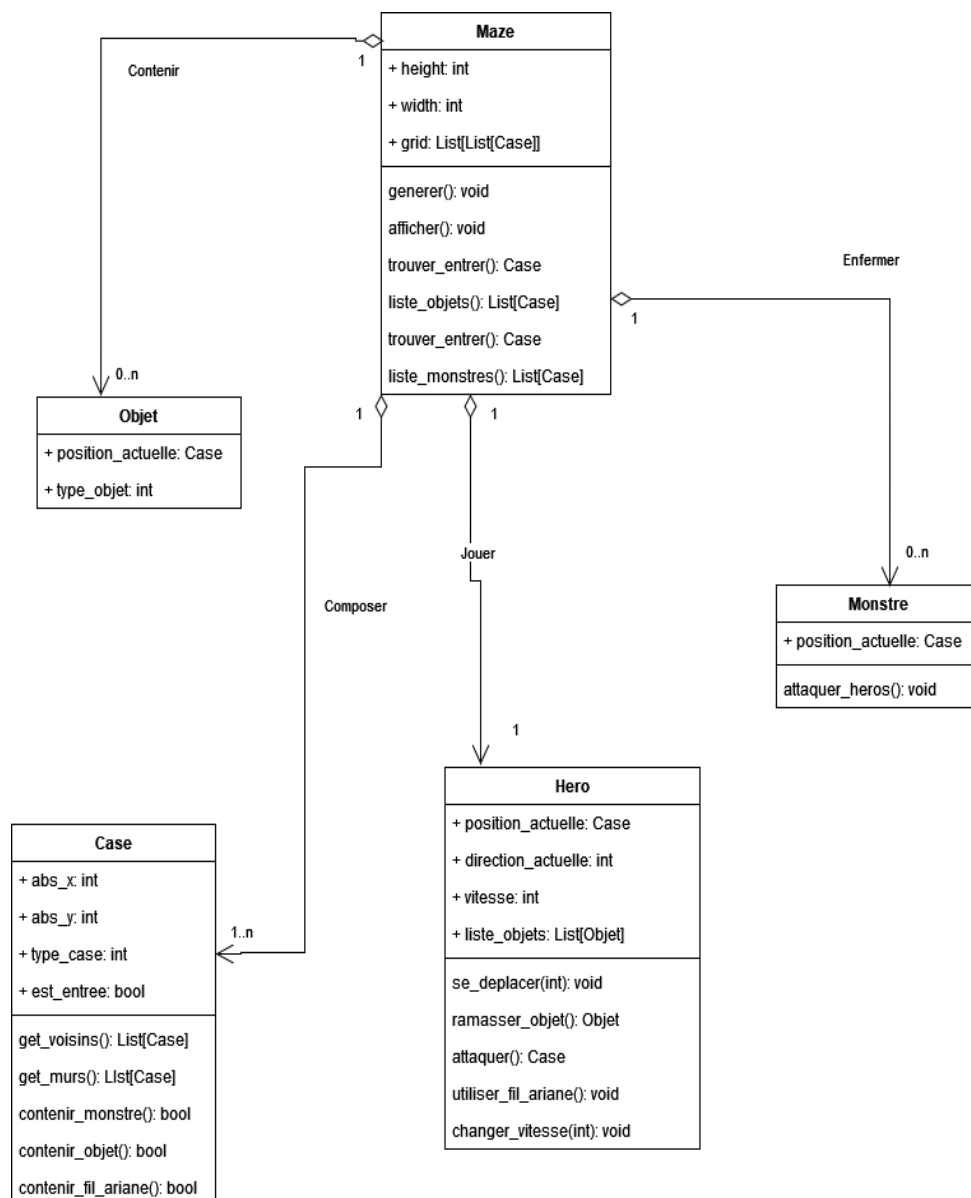 Maze
+ height: int
+ width: int
+ grid: List[List[Case]]
generer(): void
afficher(): void
trouver_entrer(): Case
liste_objets(): List[Case]
trouver_entrer(): Case
liste_monstres(): List[Case]
1
Contenir
0..n
Objet
+ position_actuelle: Case
+ type_objet: int
Enfermer
1
0..n
Monstre
+ position_actuelle: Case
attaquer_heros(): void
1
Composer
1..n
Case
+ abs_x: int
+ abs_y: int
+ type_case: int
+ est_entree: bool
get_voisins(): List[Case]
get_murs(): LIst[Case]
contenir_monstre(): bool
contenir_objet(): bool
contenir_fil_ariane(): bool
1
Jouer
1
Hero
+ position_actuelle: Case
+ direction_actuelle: int
+ vitesse: int
+ liste_objets: List[Objet]
se_deplacer(int): void
ramasser_objet(): Objet
attaquer(): Case
utiliser_fil_ariane(): void
changer_vitesse(int): void